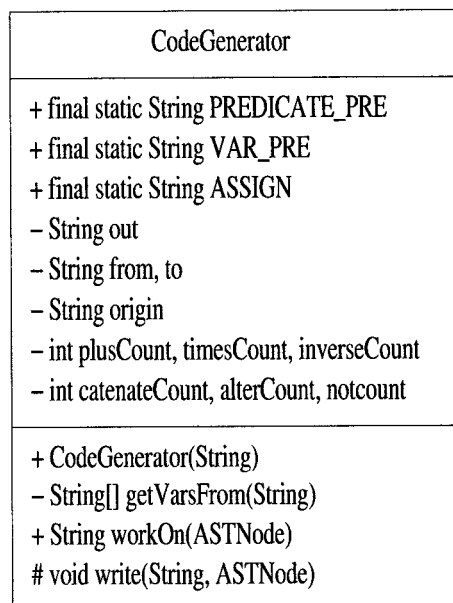 CodeGenerator
+ final static String PREDICATE_PRE
+ final static String VAR_PRE
+ final static String ASSIGN
– String out
– String from, to
– String origin
– int plusCount, timesCount, inverseCount
– int catenateCount, alterCount, notcount
+ CodeGenerator(String)
– String[] getVarsFrom(String)
+ String workOn(ASTNode)
# void write(String, ASTNode)